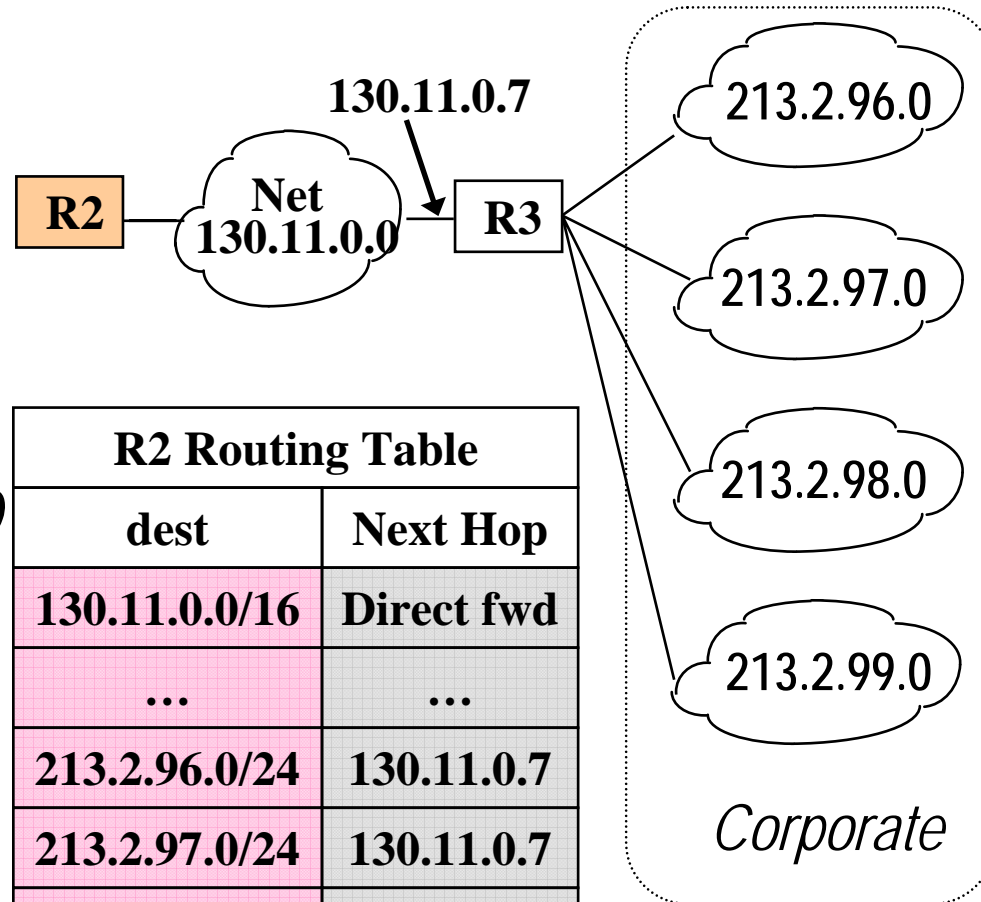 130.11.0.7
R2
Net
130.11.0.0
R3
213.2.96.0
213.2.97.0
213.2.98.0
213.2.99.0
Corporate
R2 Routing Table
dest Next Hop
130.11.0.0/16 Direct fwd
... ...
213.2.96.0/24 130.11.0.7
213.2.97.0/24 130.11.0.7